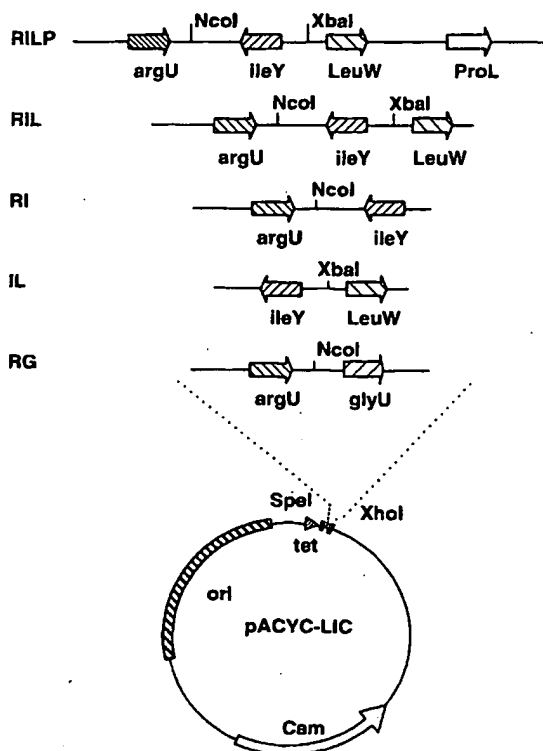 RILP
NcoI XbaI
argU ileY LeuW ProL
RIL
NcoI XbaI
argU ileY LeuW
RI
NcoI
argU ileY
IL
XbaI
ileY LeuW
RG
NcoI
argU glyU
SpeI XhoI
tet
ori
pACYC-LIC
Cam